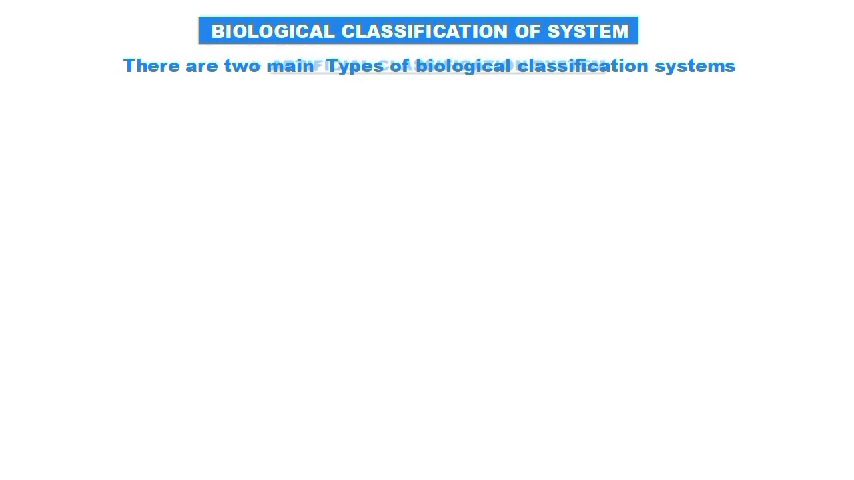 BIOLOGICAL CLASSIFICATION OF SYSTEM
There are two main Types of biological classification systems